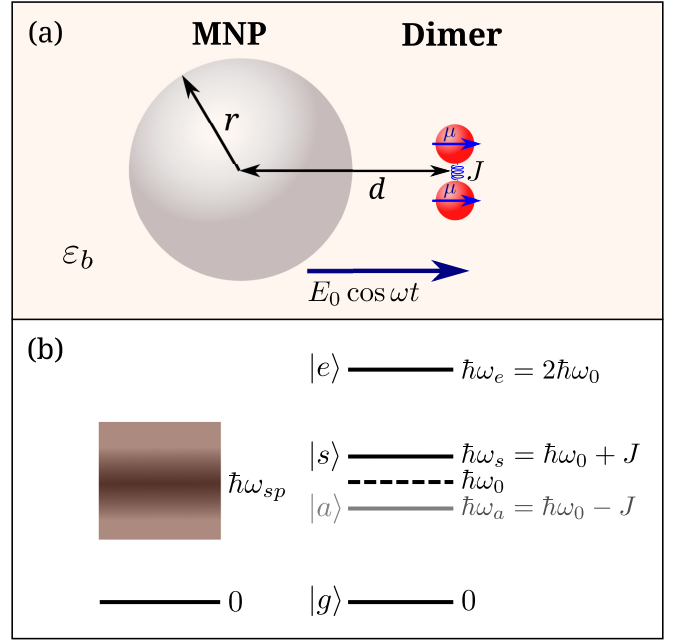 (a) MNP Dimer
r
μ
J
d
μ
ε_b
E_0 cos ωt
(b)
|e⟩ ħω_e = 2ħω_0
|s⟩ ħω_s = ħω_0 + J
ħω_sp ħω_0
|a⟩ ħω_a = ħω_0 − J
0 |g⟩ 0